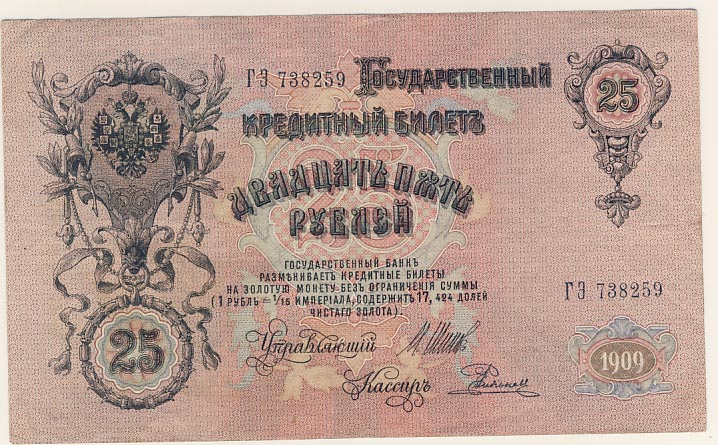 ГЭ 738259 Государственный
кредитный билетъ
двадцать пять
рублей
25
ГОСУДАРСТВЕННЫЙ БАНКЪ
РАЗМѢНИВАЕТЪ КРЕДИТНЫЕ БИЛЕТЫ
НА ЗОЛОТУЮ МОНЕТУ БЕЗЪ ОГРАНИЧЕНІЯ СУММЫ
(1 РУБЛЬ = 1/15 ИМПЕРІАЛА, СОДЕРЖИТЪ 17, 424 ДОЛЕЙ
ЧИСТАГО ЗОЛОТА).
ГЭ 738259
25
25
Управляющій
Кассиръ
1909